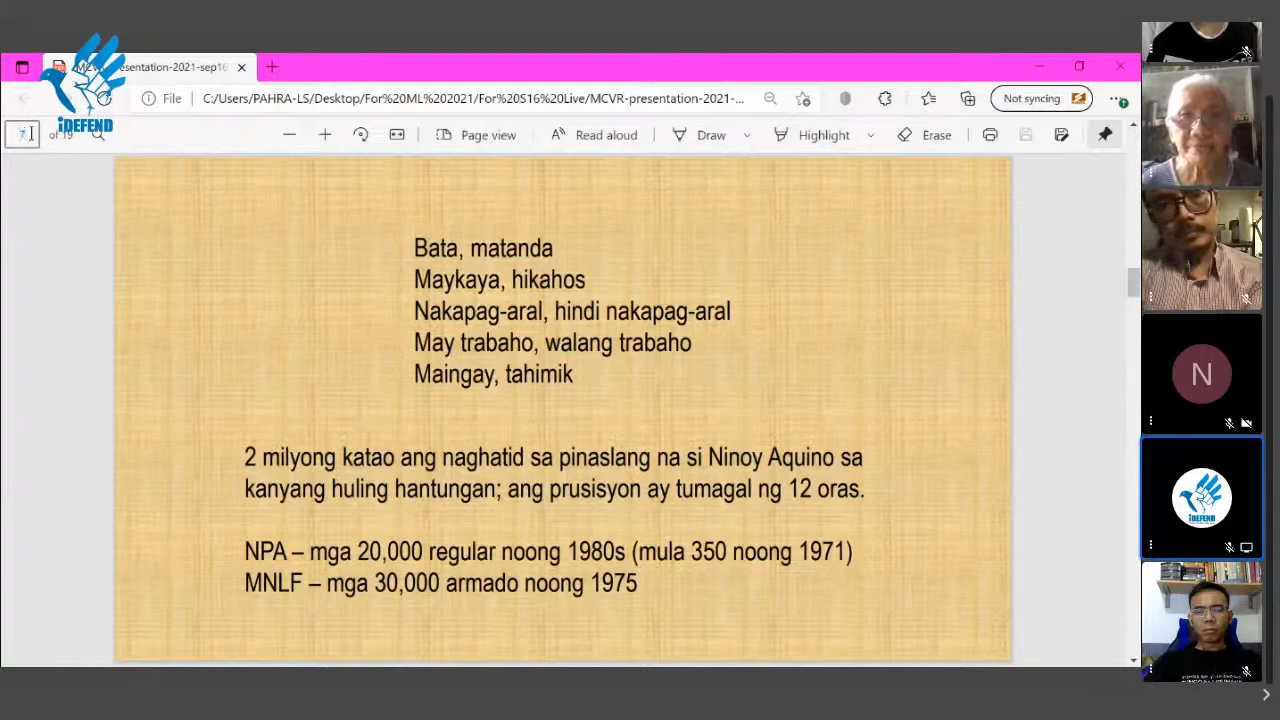 MCVR-presentation-2021-sep16
File
C:/Users/PAHRA-LS/Desktop/For%20ML%202021/For%20S16%20Live/MCVR-presentation-2021-...
Not syncing
7 of 19
Page view
Read aloud
Draw
Highlight
Erase
iDEFEND
Bata, matanda
Maykaya, hikahos
Nakapag-aral, hindi nakapag-aral
May trabaho, walang trabaho
Maingay, tahimik
2 milyong katao ang naghatid sa pinaslang na si Ninoy Aquino sa
kanyang huling hantungan; ang prusisyon ay tumagal ng 12 oras.
NPA – mga 20,000 regular noong 1980s (mula 350 noong 1971)
MNLF – mga 30,000 armado noong 1975
N
iDEFEND